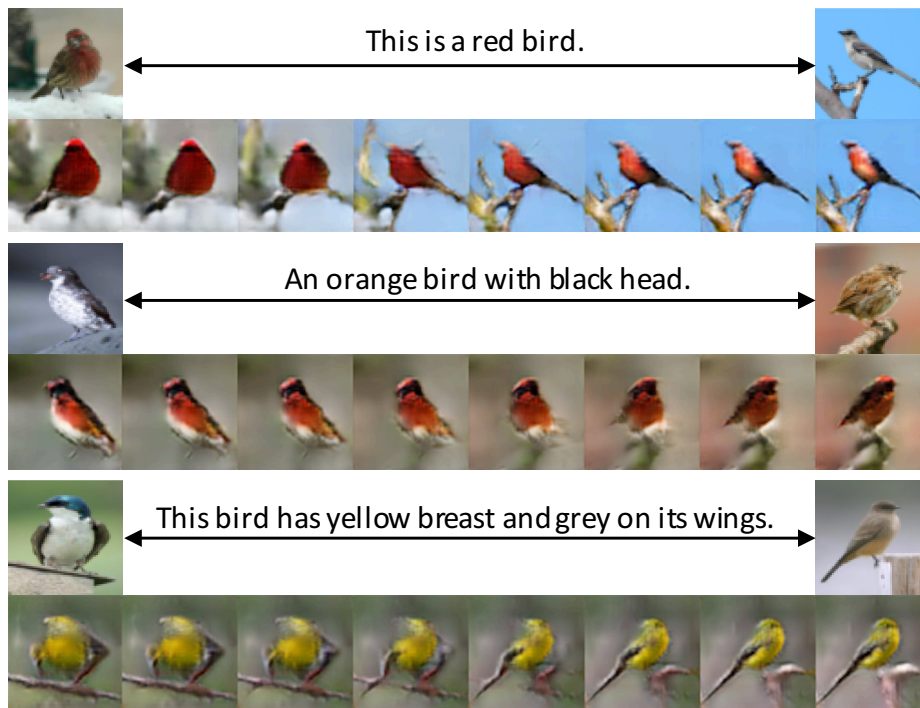 This is a red bird.
An orange bird with black head.
This bird has yellow breast and grey on its wings.